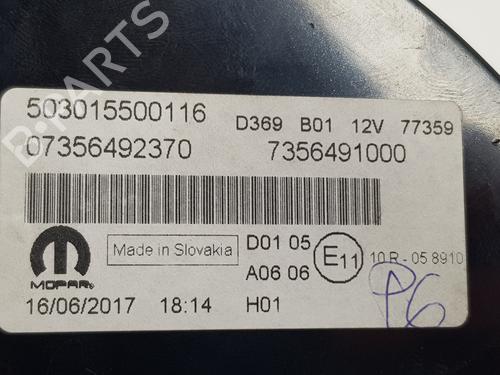 503015500116 D369 B01 12V 77359
07356492370 7356491000
MOPAR
Made in Slovakia
D01 05
A06 06
E11
10 R - 05 8910
16/06/2017 18:14 H01
P6
B-PARTS